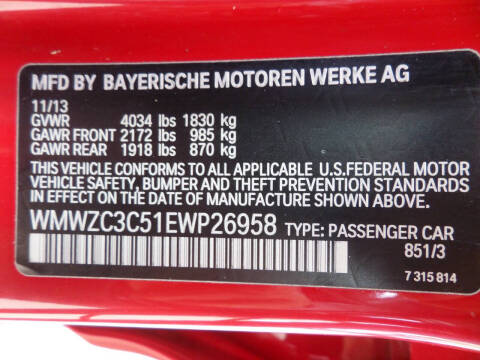 MFD BY BAYERISCHE MOTOREN WERKE AG
11/13
GVWR 4034 lbs 1830 kg
GAWR FRONT 2172 lbs 985 kg
GAWR REAR 1918 lbs 870 kg
THIS VEHICLE CONFORMS TO ALL APPLICABLE U.S.FEDERAL MOTOR
VEHICLE SAFETY, BUMPER AND THEFT PREVENTION STANDARDS
IN EFFECT ON THE DATE OF MANUFACTURE SHOWN ABOVE.
WMWZC3C51EWP26958 TYPE: PASSENGER CAR
851/3
7 315 814